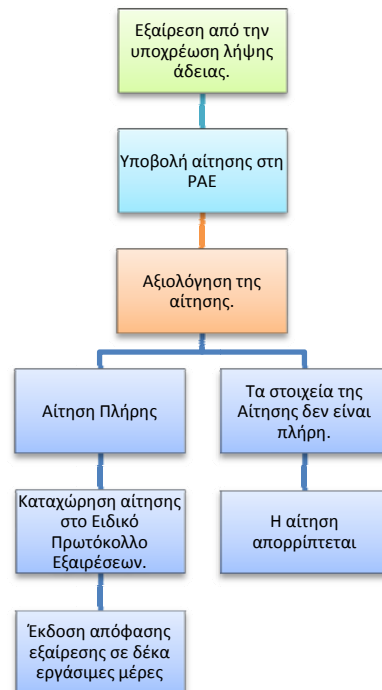 Εξαίρεση από την
υποχρέωση λήψης
άδειας.
Υποβολή αίτησης στη
ΡΑΕ
Αξιολόγηση της
αίτησης.
Αίτηση Πλήρης
Τα στοιχεία της
Αίτησης δεν είναι
πλήρη.
Καταχώρηση αίτησης
στο Ειδικό
Πρωτόκολλο
Εξαιρέσεων.
Η αίτηση
απορρίπτεται
Έκδοση απόφασης
εξαίρεσης σε δέκα
εργάσιμες μέρες